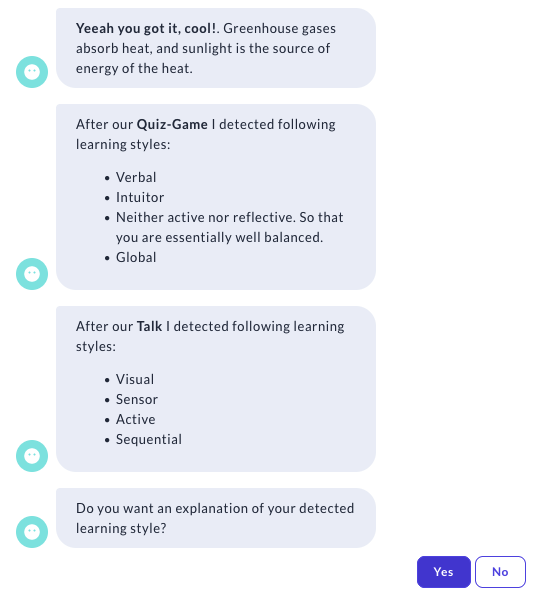 Yeeah you got it, cool!. Greenhouse gases
absorb heat, and sunlight is the source of
energy of the heat.
After our Quiz-Game I detected following
learning styles:
• Verbal
• Intuitor
• Neither active nor reflective. So that
you are essentially well balanced.
• Global
After our Talk I detected following learning
styles:
• Visual
• Sensor
• Active
• Sequential
Do you want an explanation of your detected
learning style?
Yes No